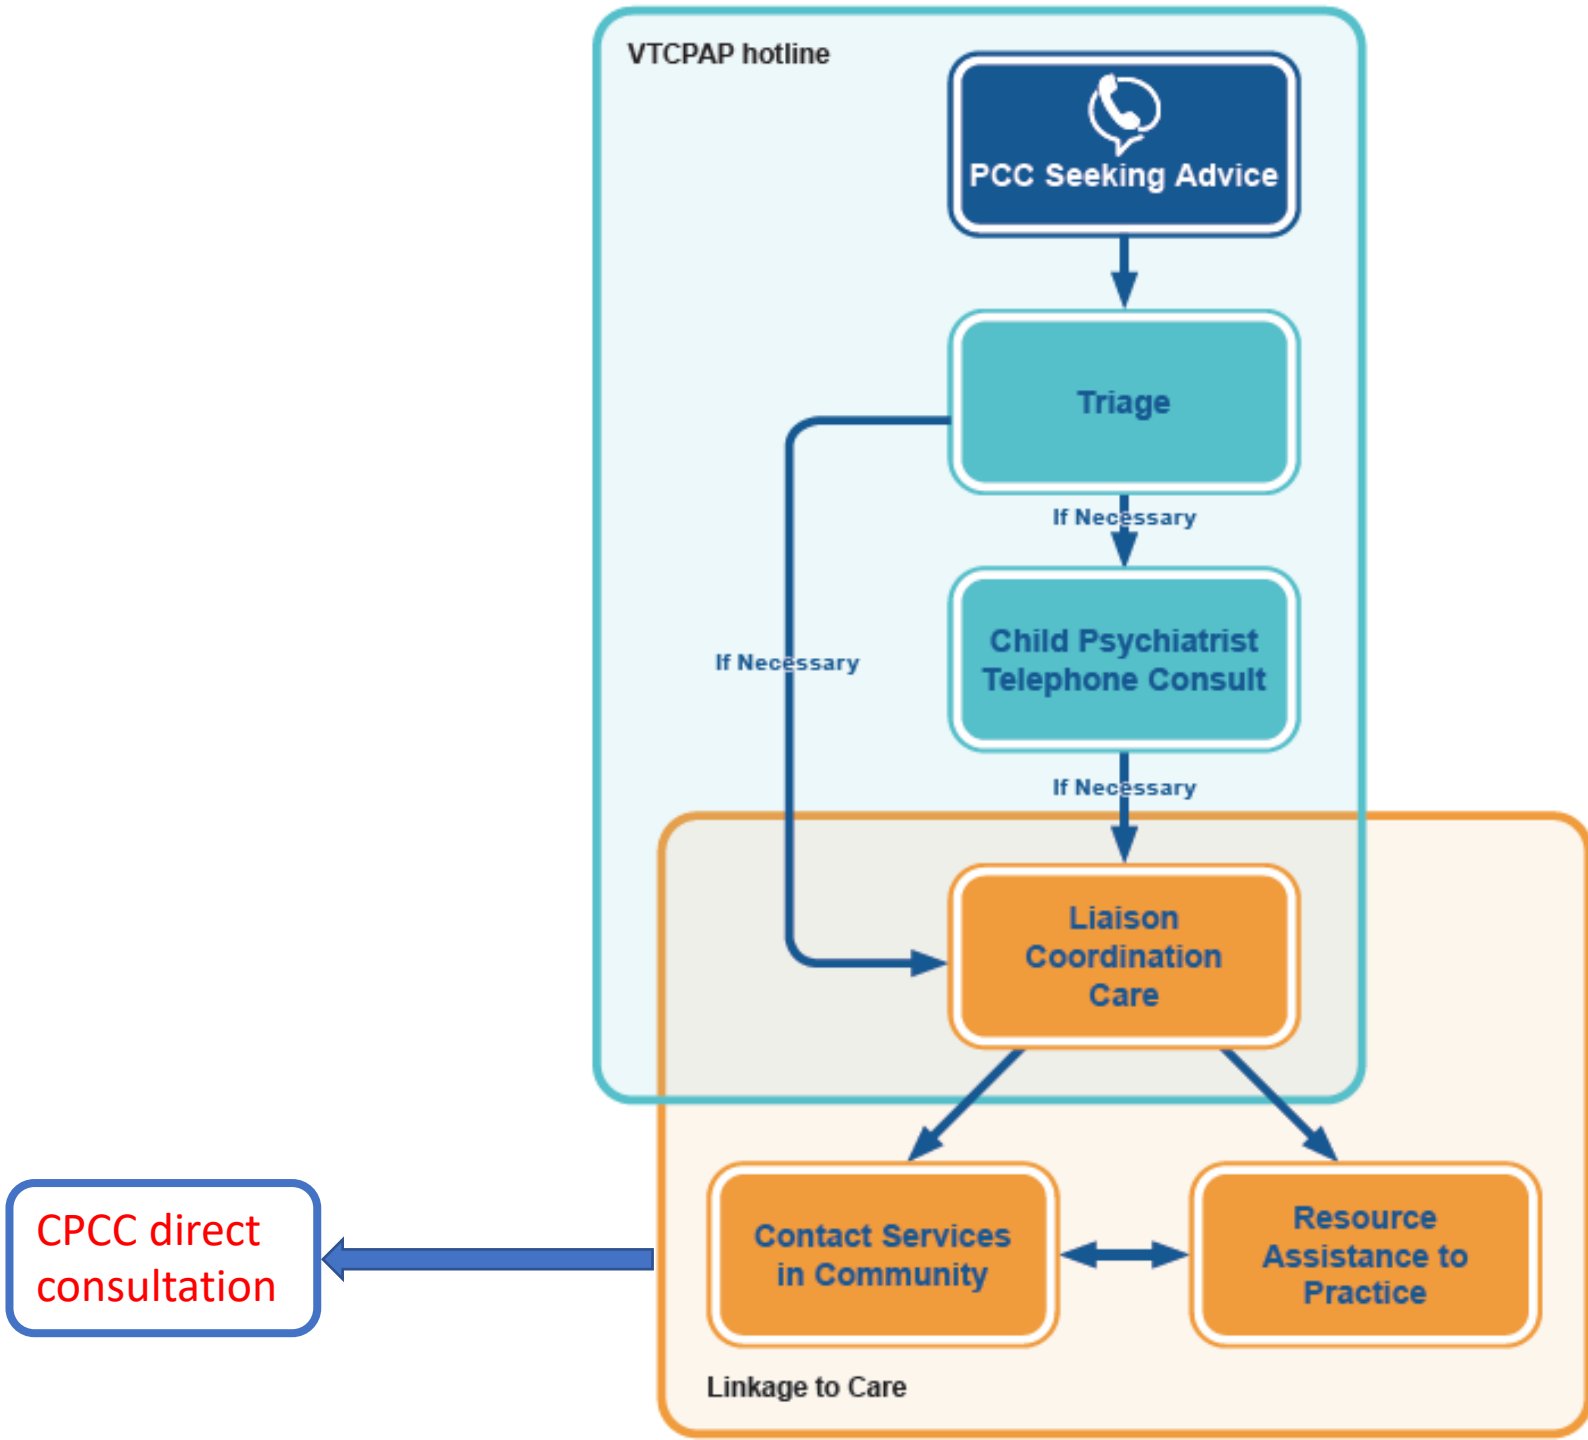 VTCPAP hotline
PCC Seeking Advice
Triage
If Necessary
Child Psychiatrist
Telephone Consult
If Necessary
If Necessary
Liaison
Coordination
Care
Contact Services
in Community
Resource
Assistance to
Practice
CPCC direct
consultation
Linkage to Care